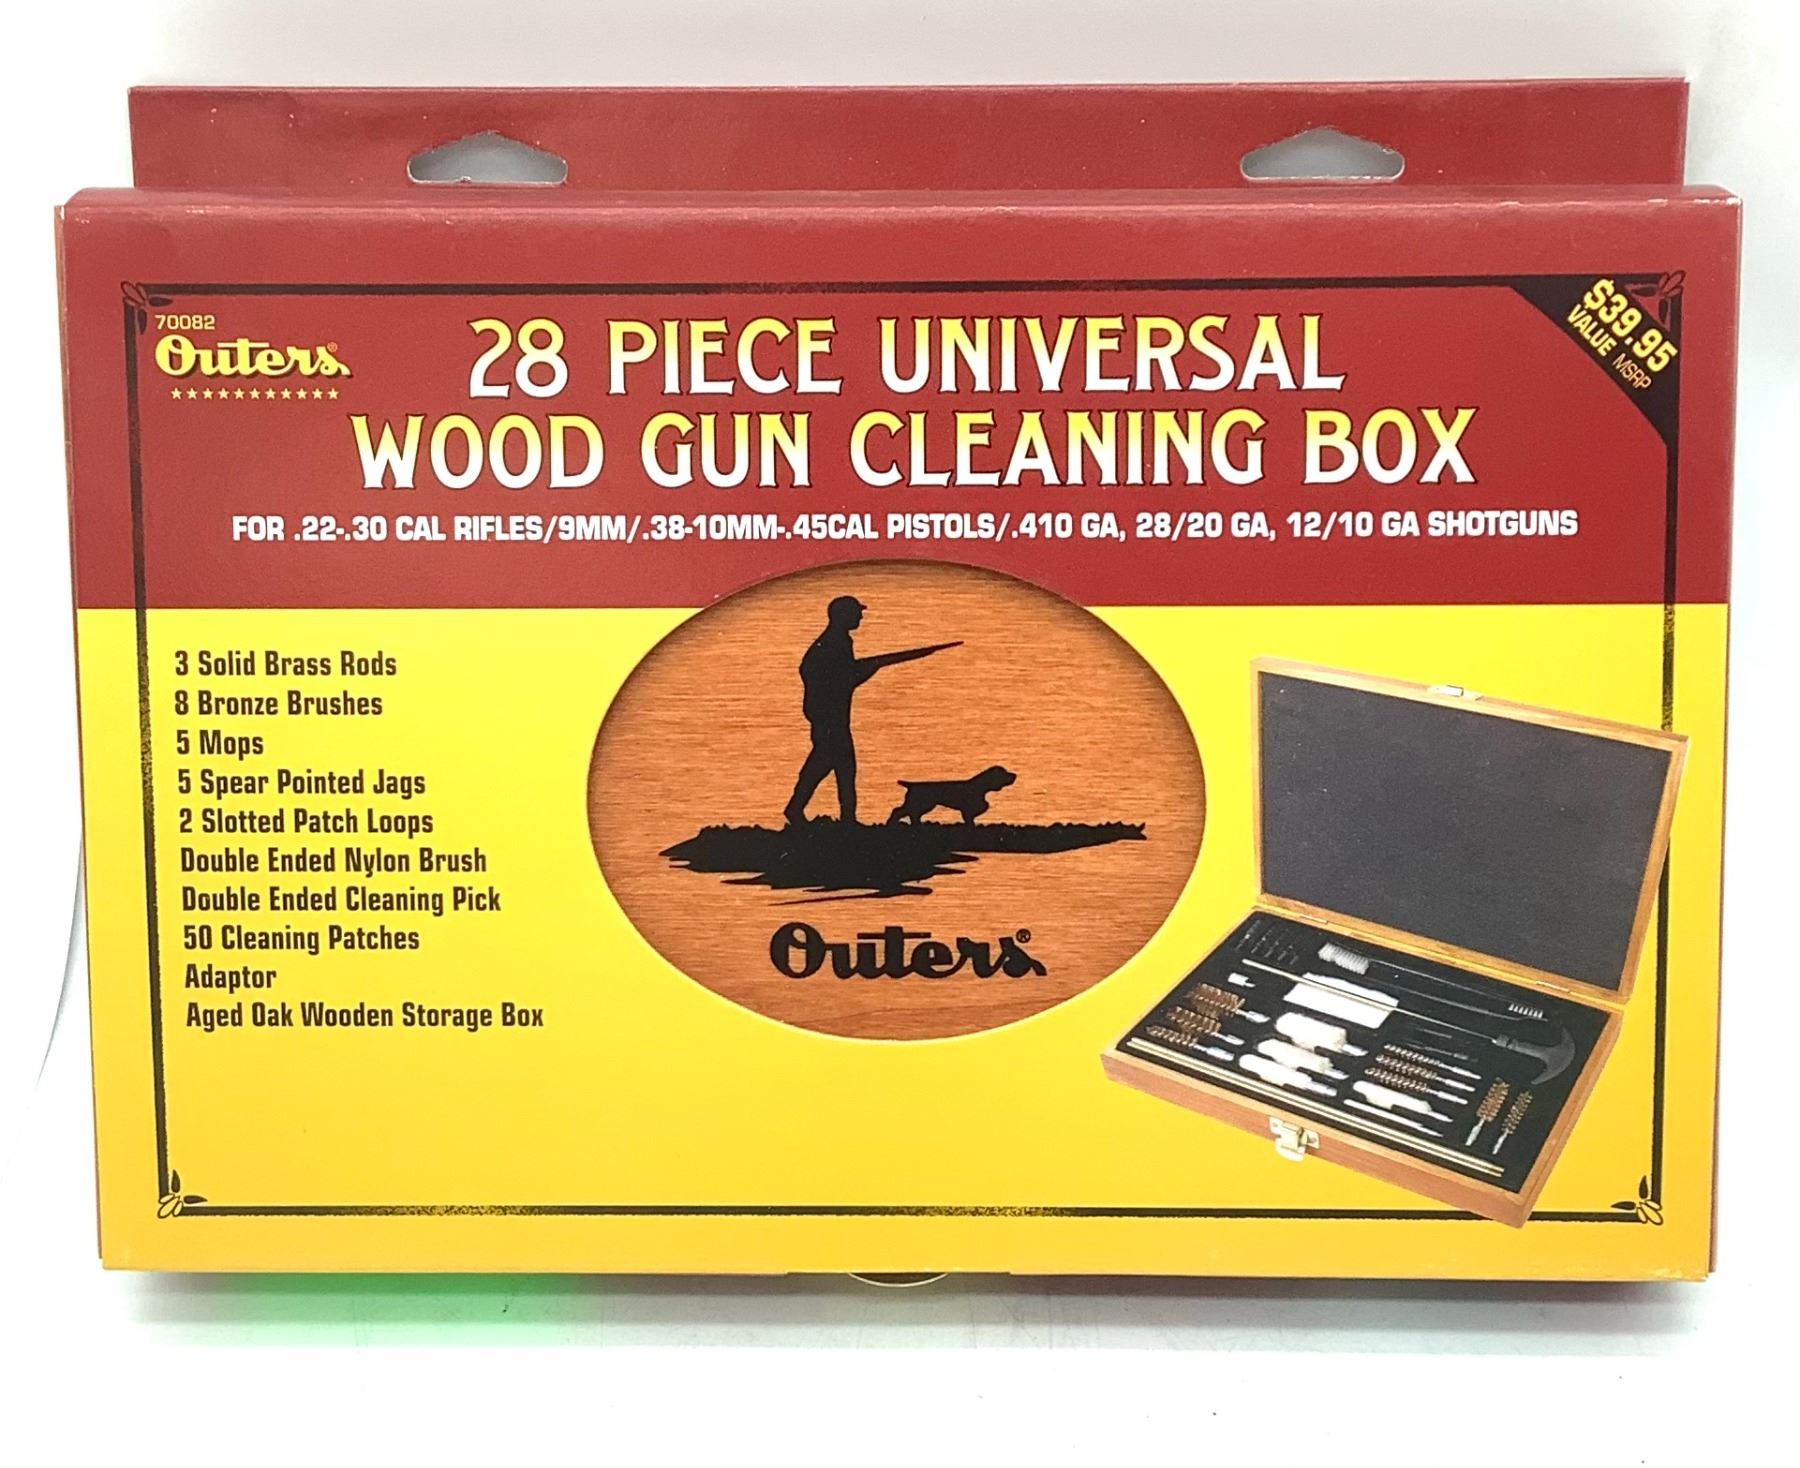 70082
Outers®
$39.95
VALUE MSRP
28 PIECE UNIVERSAL
WOOD GUN CLEANING BOX
FOR .22-.30 CAL RIFLES/9MM/.38-10MM-.45CAL PISTOLS/.410 GA, 28/20 GA, 12/10 GA SHOTGUNS
3 Solid Brass Rods
8 Bronze Brushes
5 Mops
5 Spear Pointed Jags
2 Slotted Patch Loops
Double Ended Nylon Brush
Double Ended Cleaning Pick
50 Cleaning Patches
Adaptor
Aged Oak Wooden Storage Box
Outers®